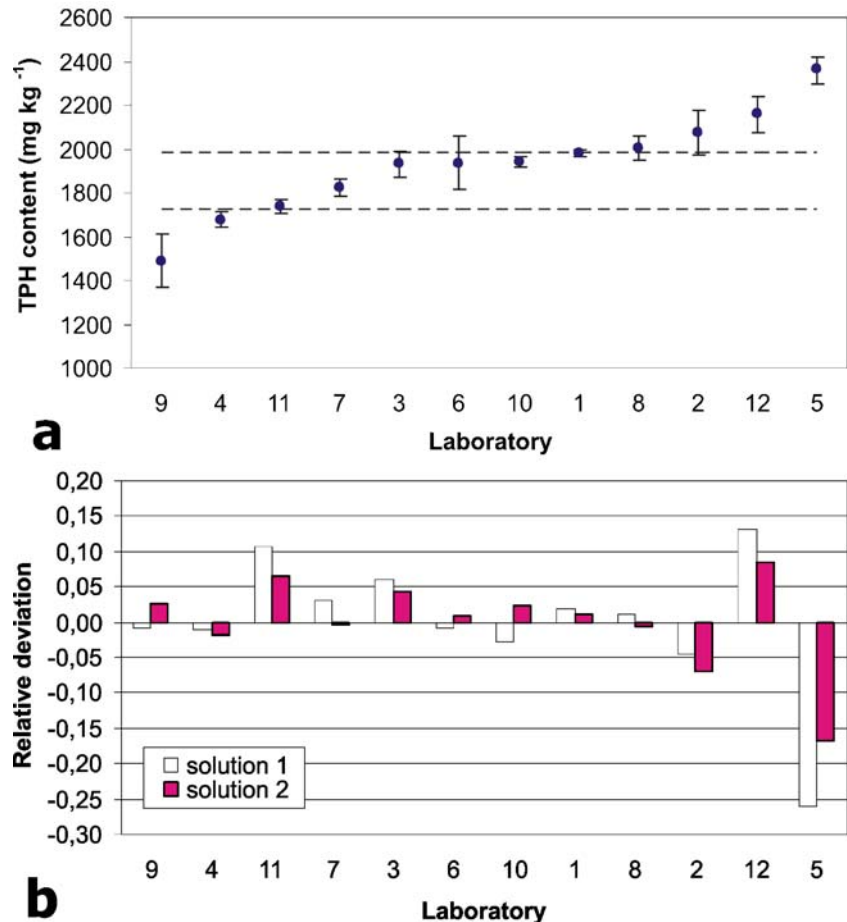 2600
2400
2200
2000
1800
1600
1400
1200
1000
TPH content (mg kg -1)
9 4 11 7 3 6 10 1 8 2 12 5
Laboratory
a
0,20
0,15
0,10
0,05
0,00
-0,05
-0,10
-0,15
-0,20
-0,25
-0,30
Relative deviation
solution 1
solution 2
9 4 11 7 3 6 10 1 8 2 12 5
Laboratory
b